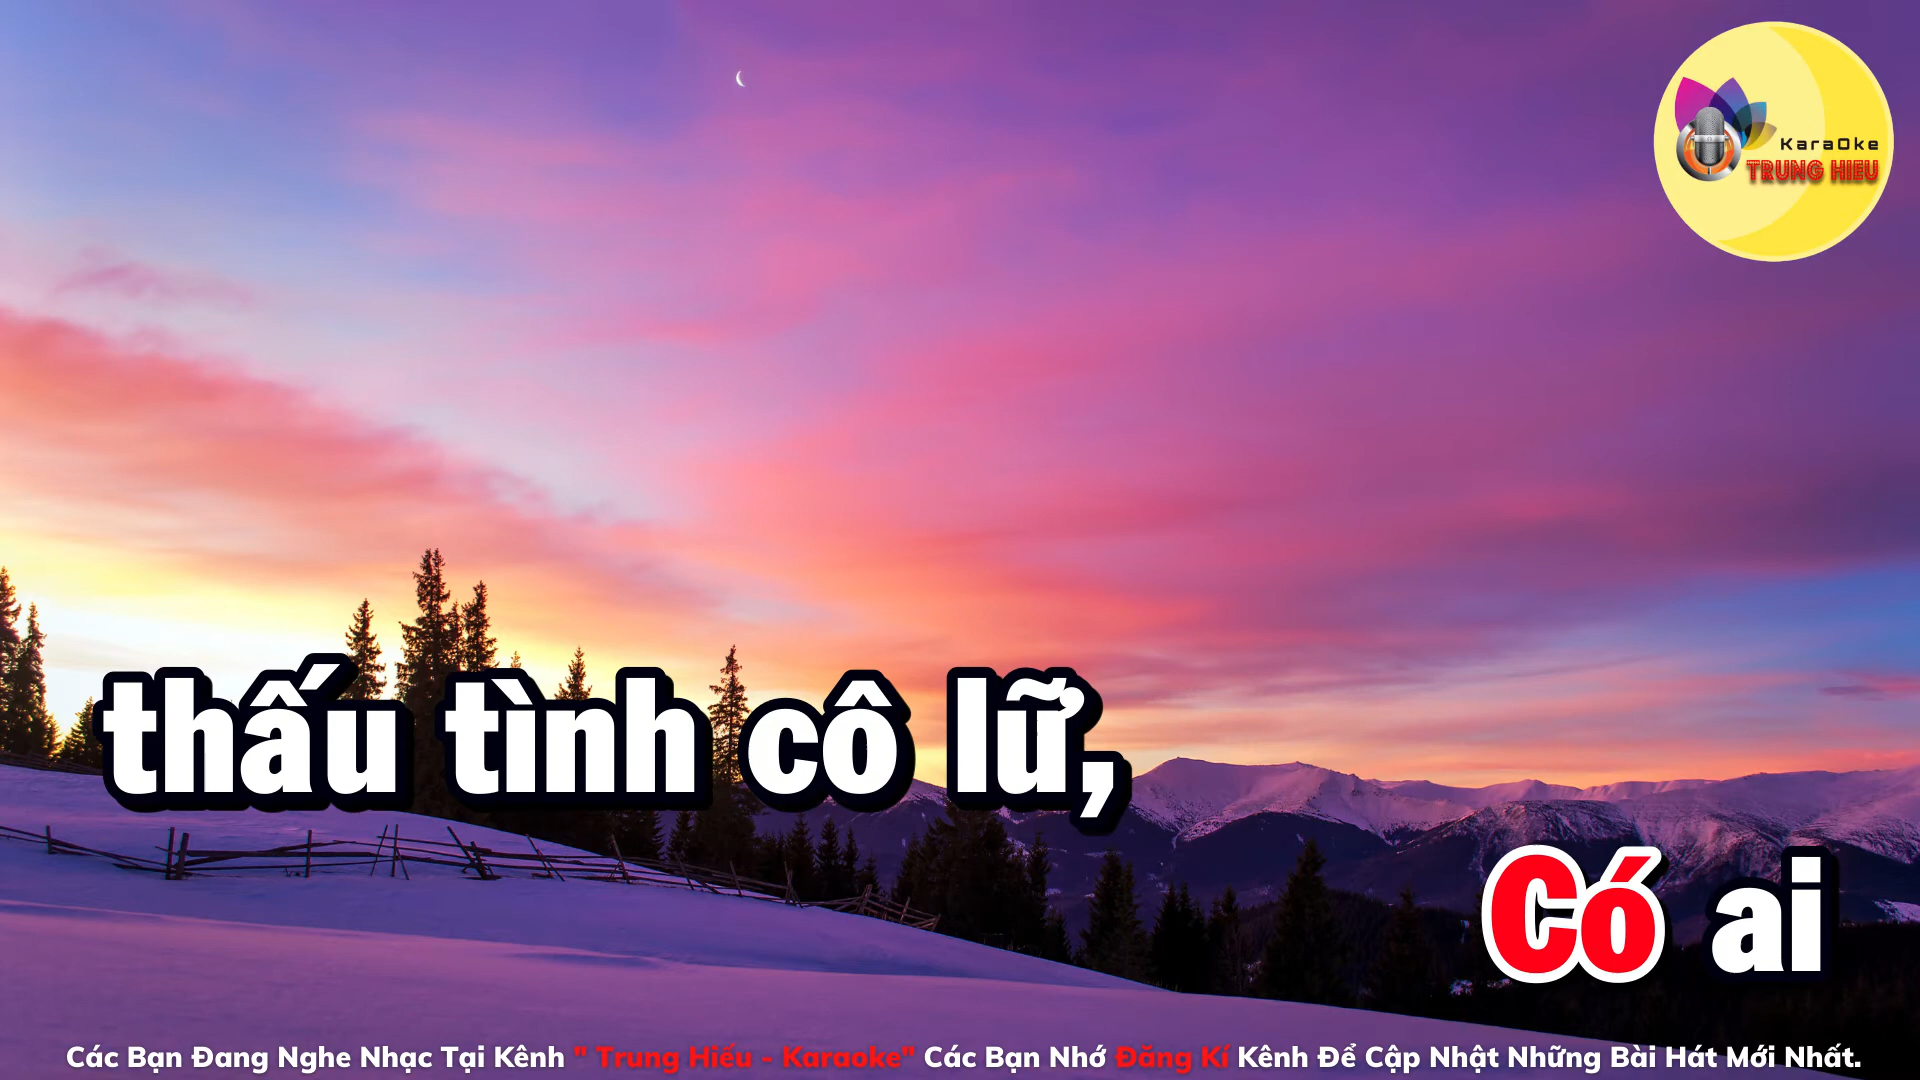 KaraOke
TRUNG HIEU
thấu tình cô lữ,
Có ai
Các Bạn Đang Nghe Nhạc Tại Kênh " Trung Hiếu - Karaoke" Các Bạn Nhớ Đăng Kí Kênh Để Cập Nhật Những Bài Hát Mới Nhất.